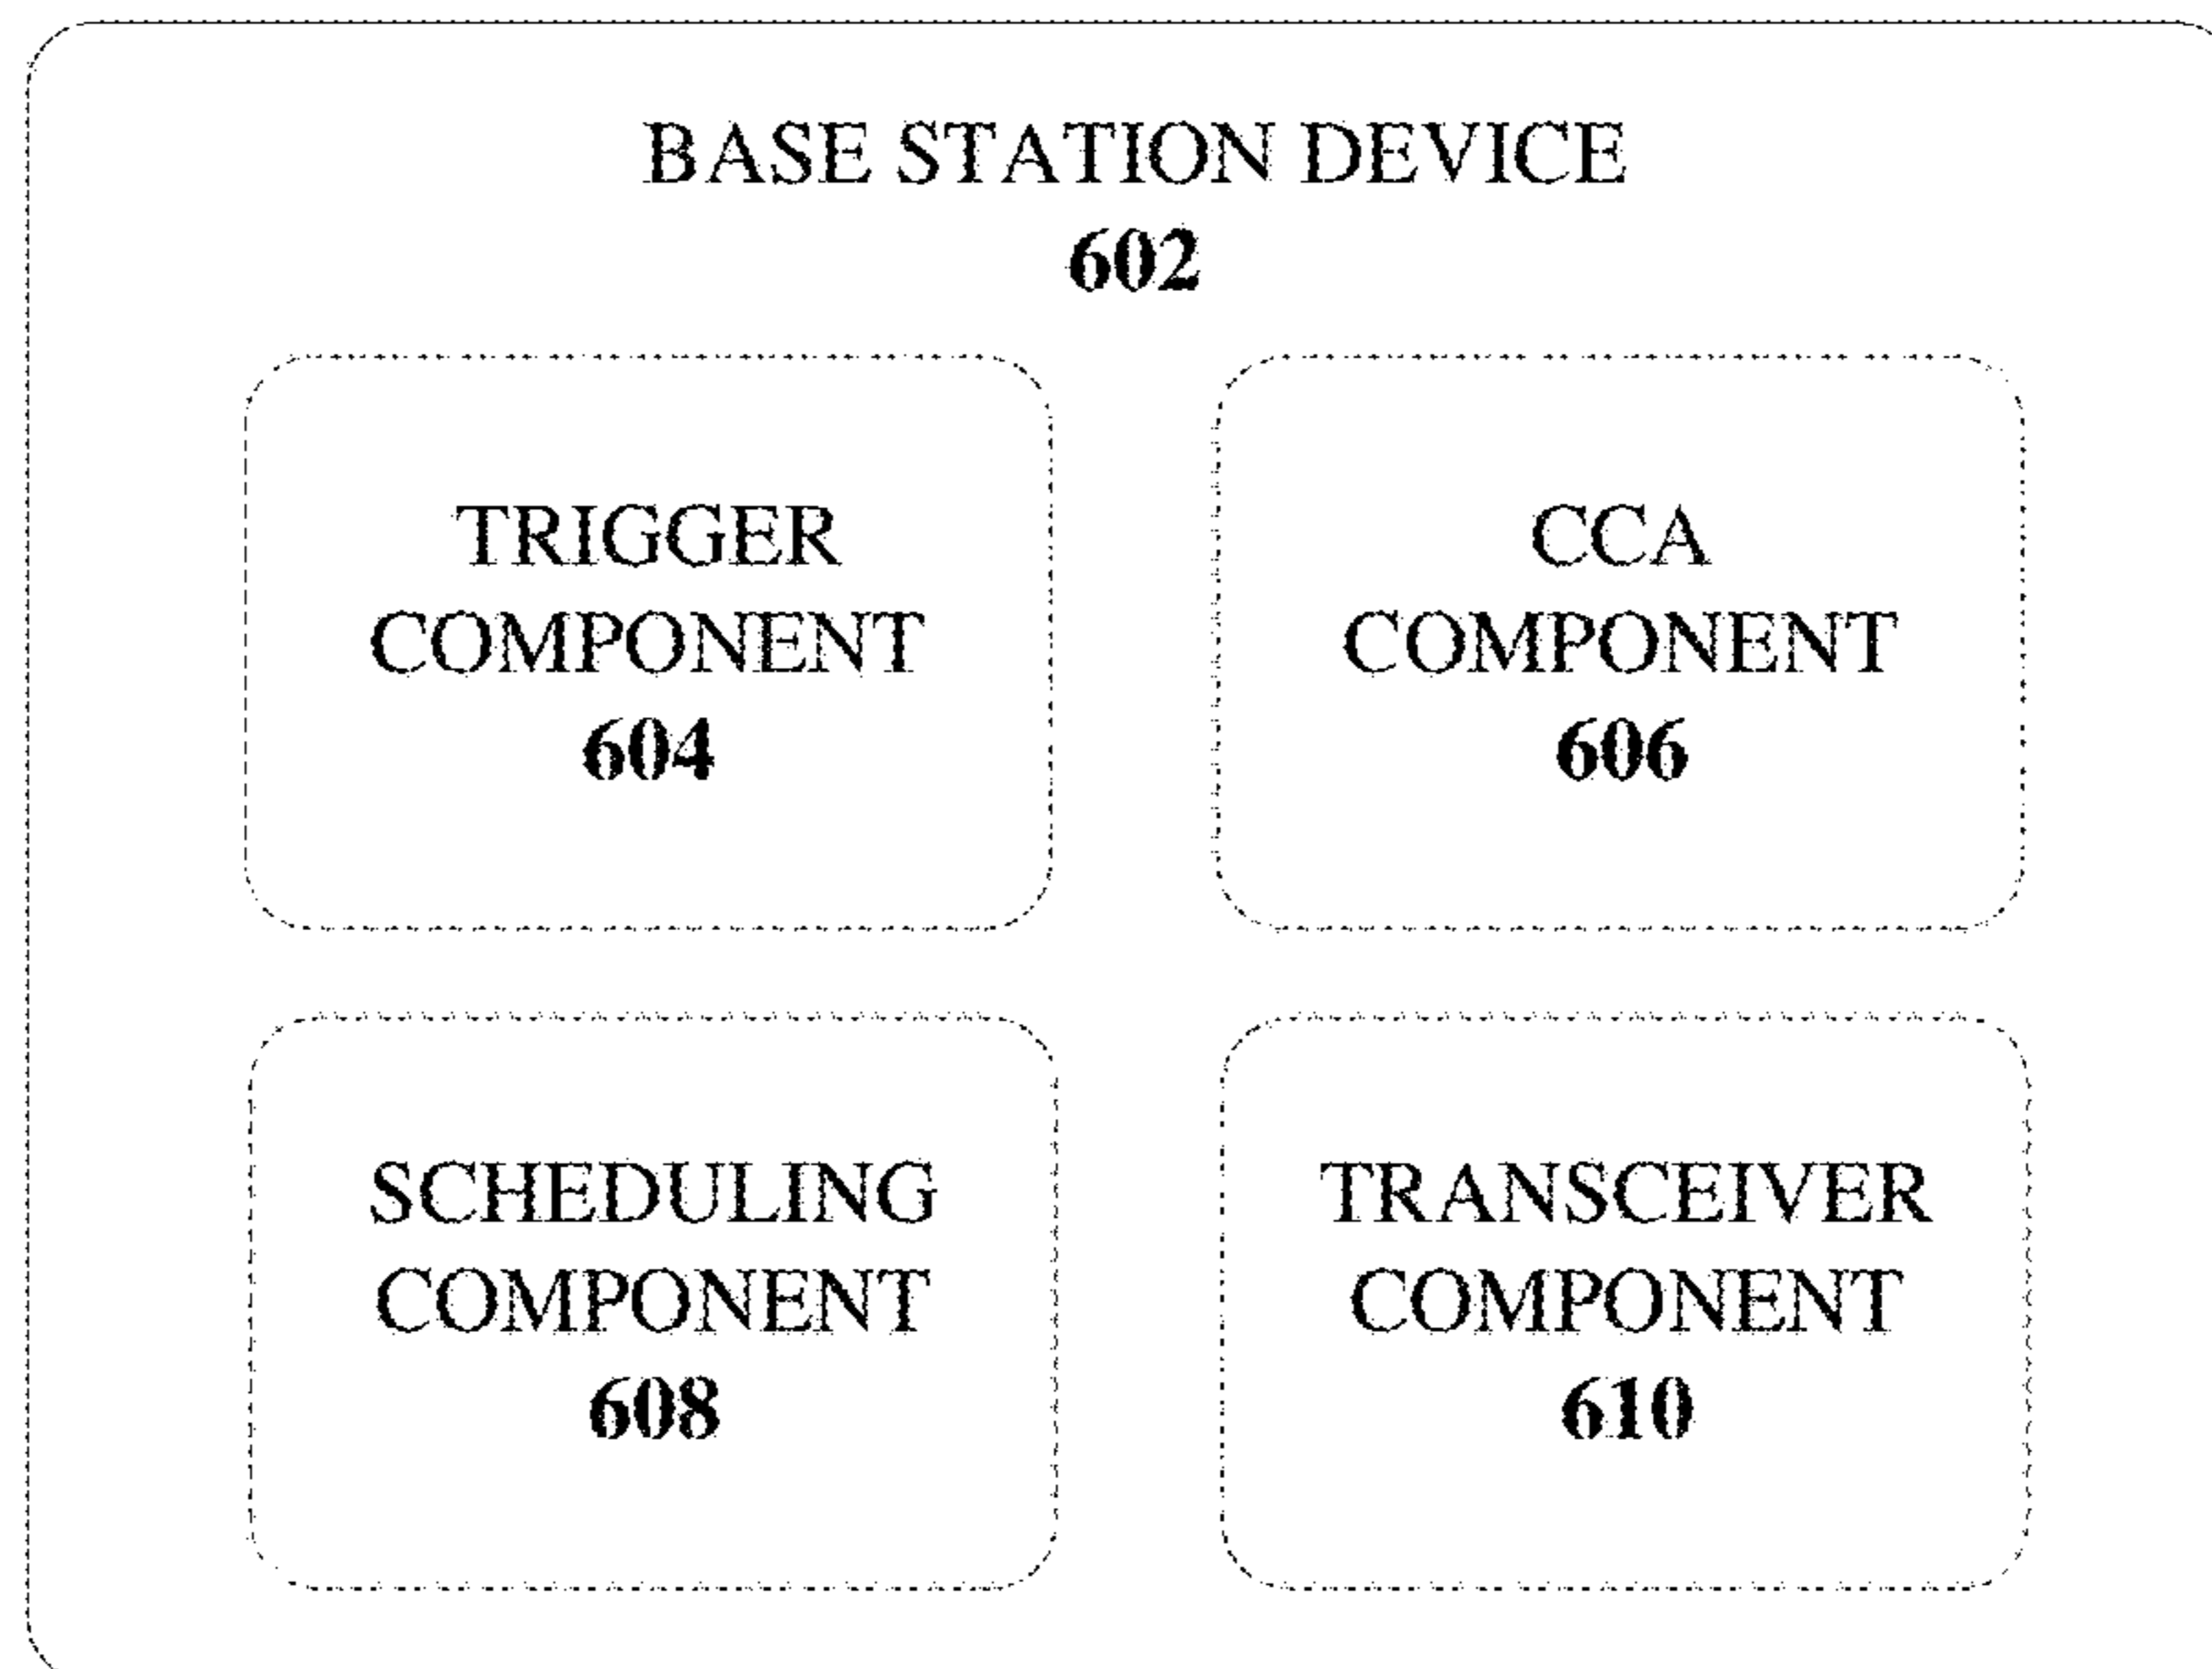 BASE STATION DEVICE
602
TRIGGER
COMPONENT
604
CCA
COMPONENT
606
SCHEDULING
COMPONENT
608
TRANSCEIVER
COMPONENT
610